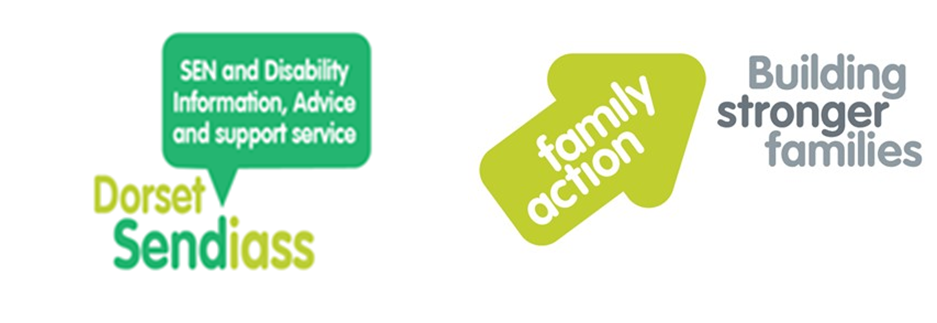 SEN and Disability
Information, Advice
and support service
Dorset
Sendiass
family
action
Building
stronger
families